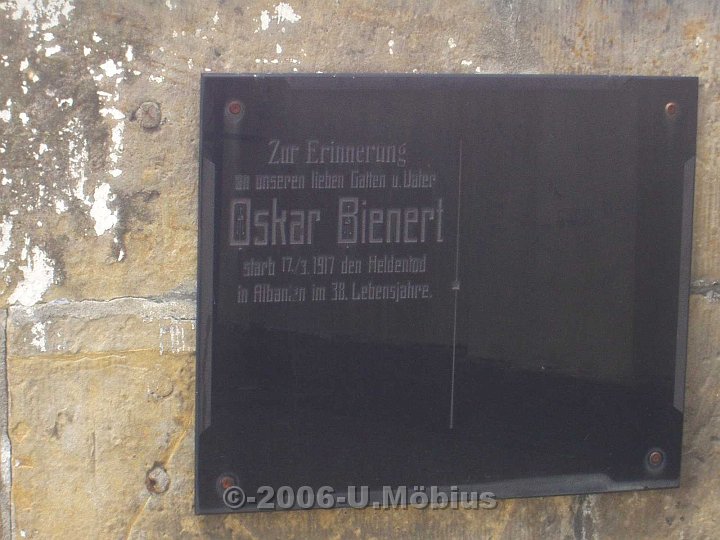 Zur Erinnerung
an unseren lieben Gatten u. Vater
Oskar Bienert
starb 17./3. 1917 den Heldentod
in Albanien im 38. Lebensjahre.
©-2006-U.Möbius